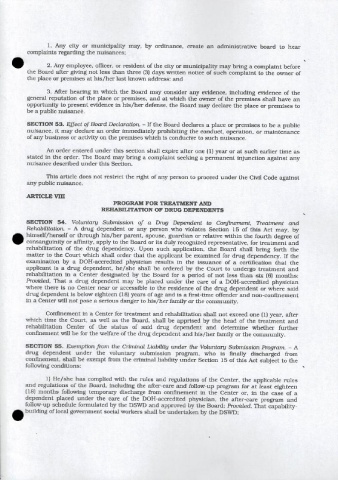 1. Any city or municipality may, by ordinance, create an administrative board to hear
complaints regarding the nuisances;
2. Any employee, officer, or resident of the city or municipality may bring a complaint before
the Board after giving not less than three (3) days written notice of such complaint to the owner of
the place or premises at his/her last known address; and
3. After hearing in which the Board may consider any evidence, including evidence of the
general reputation of the place or premises, and at which the owner of the premises shall have an
opportunity to present evidence in his/her defense, the Board may declare the place or premises to
be a public nuisance.
SECTION 53. Effect of Board Declaration. – If the Board declares a place or premises to be a public
nuisance, it may declare an order immediately prohibiting the conduct, operation, or maintenance
of any business or activity on the premises which is conducive to such nuisance.
An order entered under this section shall expire after one (1) year or at such earlier time as
stated in the order. The Board may bring a complaint seeking a permanent injunction against any
nuisance described under this Section.
This article does not restrict the right of any person to proceed under the Civil Code against
any public nuisance.
ARTICLE VIII
PROGRAM FOR TREATMENT AND
REHABILITATION OF DRUG DEPENDENTS
SECTION 54. Voluntary Submission of a Drug Dependent to Confinement, Treatment and
Rehabilitation. – A drug dependent or any person who violates Section 15 of this Act may, by
himself/herself or through his/her parent, spouse, guardian or relative within the fourth degree of
consanguinity or affinity, apply to the Board or its duly recognized representative, for treatment and
rehabilitation of the drug dependency. Upon such application, the Board shall bring forth the
matter to the Court which shall order that the applicant be examined for drug dependency. If the
examination by a DOH-accredited physician results in the issuance of a certification that the
applicant is a drug dependent, he/she shall be ordered by the Court to undergo treatment and
rehabilitation in a Center designated by the Board for a period of not less than six (6) months:
Provided, That a drug dependent may be placed under the care of a DOH-accredited physician
where there is no Center near or accessible to the residence of the drug dependent or where said
drug dependent is below eighteen (18) years of age and is a first-time offender and non-confinement
in a Center will not pose a serious danger to his/her family or the community.
Confinement in a Center for treatment and rehabilitation shall not exceed one (1) year, after
which time the Court, as well as the Board, shall be apprised by the head of the treatment and
rehabilitation Center of the status of said drug dependent and determine whether further
confinement will be for the welfare of the drug dependent and his/her family or the community.
SECTION 55. Exemption from the Criminal Liability under the Voluntary Submission Program. – A
drug dependent under the voluntary submission program, who is finally discharged from
confinement, shall be exempt from the criminal liability under Section 15 of this Act subject to the
following conditions:
1) He/she has complied with the rules and regulations of the Center, the applicable rules
and regulations of the Board, including the after-care and follow-up program for at least eighteen
(18) months following temporary discharge from confinement in the Center or, in the case of a
dependent placed under the care of the DOH-accredited physician, the after-care program and
follow-up schedule formulated by the DSWD and approved by the Board: Provided, That capability-
building of local government social workers shall be undertaken by the DSWD;